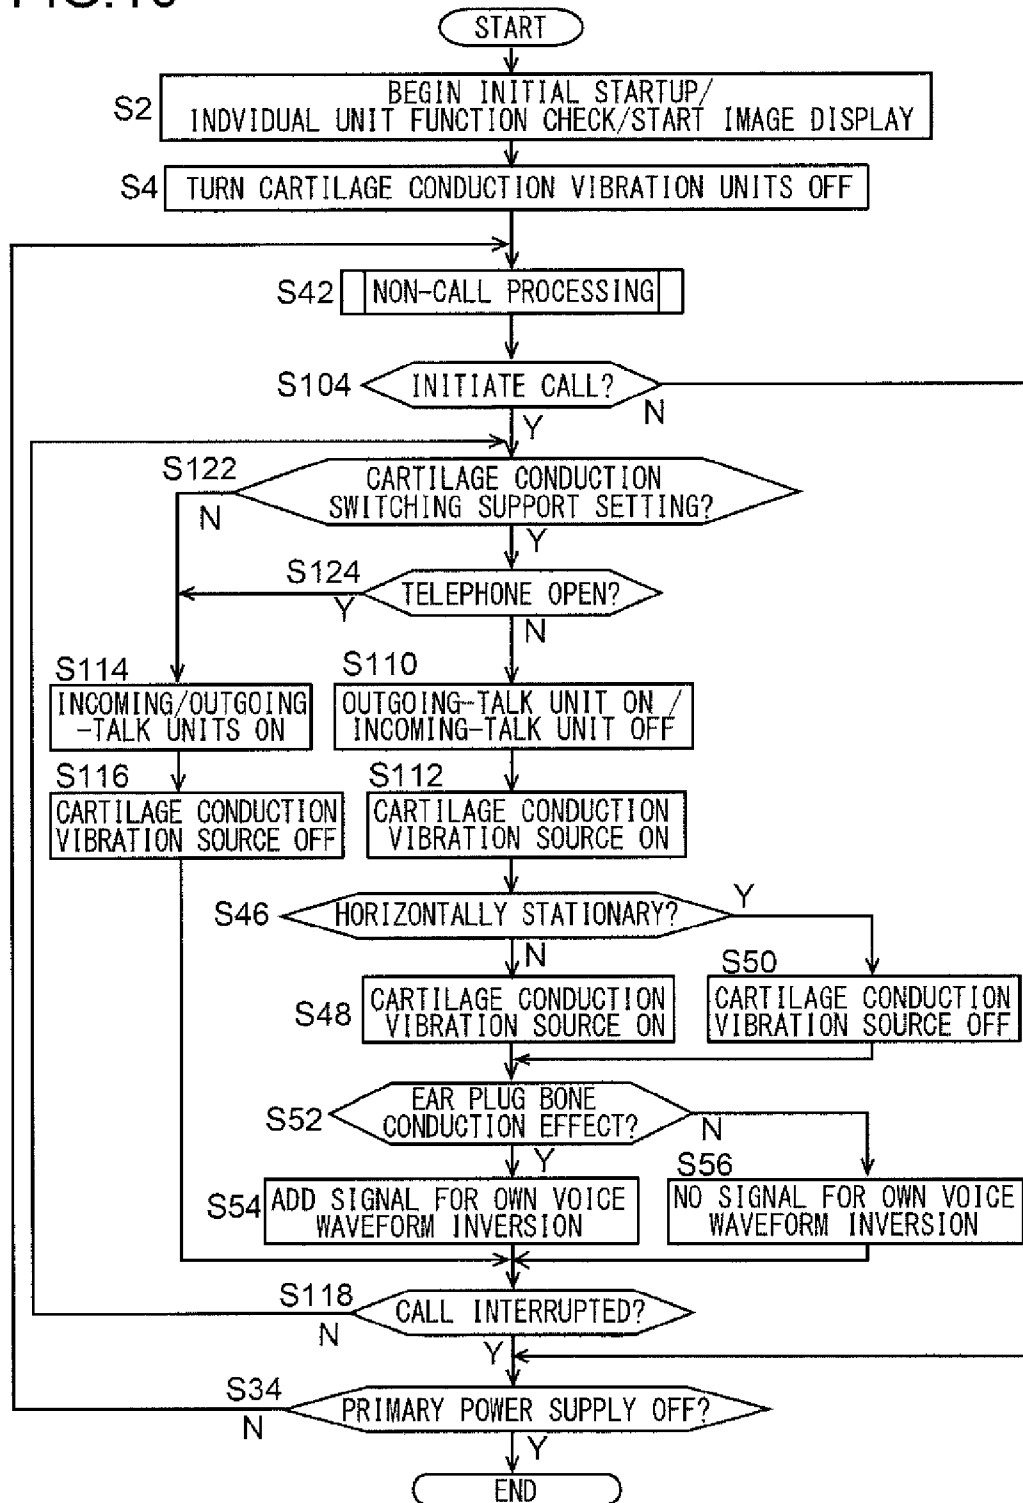 START
S2
BEGIN INITIAL STARTUP/
INDVIDUAL UNIT FUNCTION CHECK/START IMAGE DISPLAY
S4
TURN CARTILAGE CONDUCTION VIBRATION UNITS OFF
S42
NON-CALL PROCESSING
S104
INITIATE CALL?
N
Y
S122
CARTILAGE CONDUCTION
SWITCHING SUPPORT SETTING?
N
Y
S124
TELEPHONE OPEN?
Y
N
S114
INCOMING/OUTGOING
-TALK UNITS ON
S110
OUTGOING-TALK UNIT ON /
INCOMING-TALK UNIT OFF
S116
CARTILAGE CONDUCTION
VIBRATION SOURCE OFF
S112
CARTILAGE CONDUCTION
VIBRATION SOURCE ON
S46
HORIZONTALLY STATIONARY?
Y
N
S48
CARTILAGE CONDUCTION
VIBRATION SOURCE ON
S50
CARTILAGE CONDUCTION
VIBRATION SOURCE OFF
S52
EAR PLUG BONE
CONDUCTION EFFECT?
N
Y
S54
ADD SIGNAL FOR OWN VOICE
WAVEFORM INVERSION
S56
NO SIGNAL FOR OWN VOICE
WAVEFORM INVERSION
S118
CALL INTERRUPTED?
N
Y
S34
PRIMARY POWER SUPPLY OFF?
N
Y
END